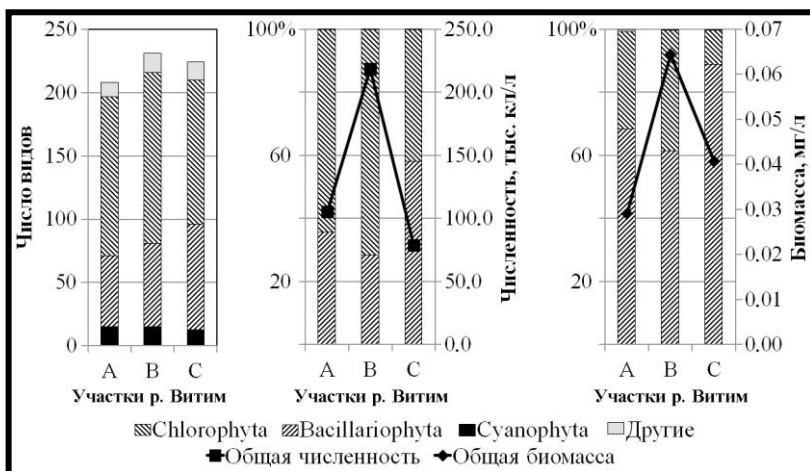 250
200
150
100
50
0
Число видов
A B C
Участки р. Витим
100%
60
20
250.0
200.0
150.0
100.0
50.0
0.0
Численность, тыс. кл/л
A B C
Участки р. Витим
100%
60
20
0.07
0.06
0.05
0.04
0.03
0.02
0.01
0.00
Биомасса, мг/л
A B C
Участки р. Витим
Chlorophyta Bacillariophyta Cyanophyta Другие
Общая численность Общая биомасса